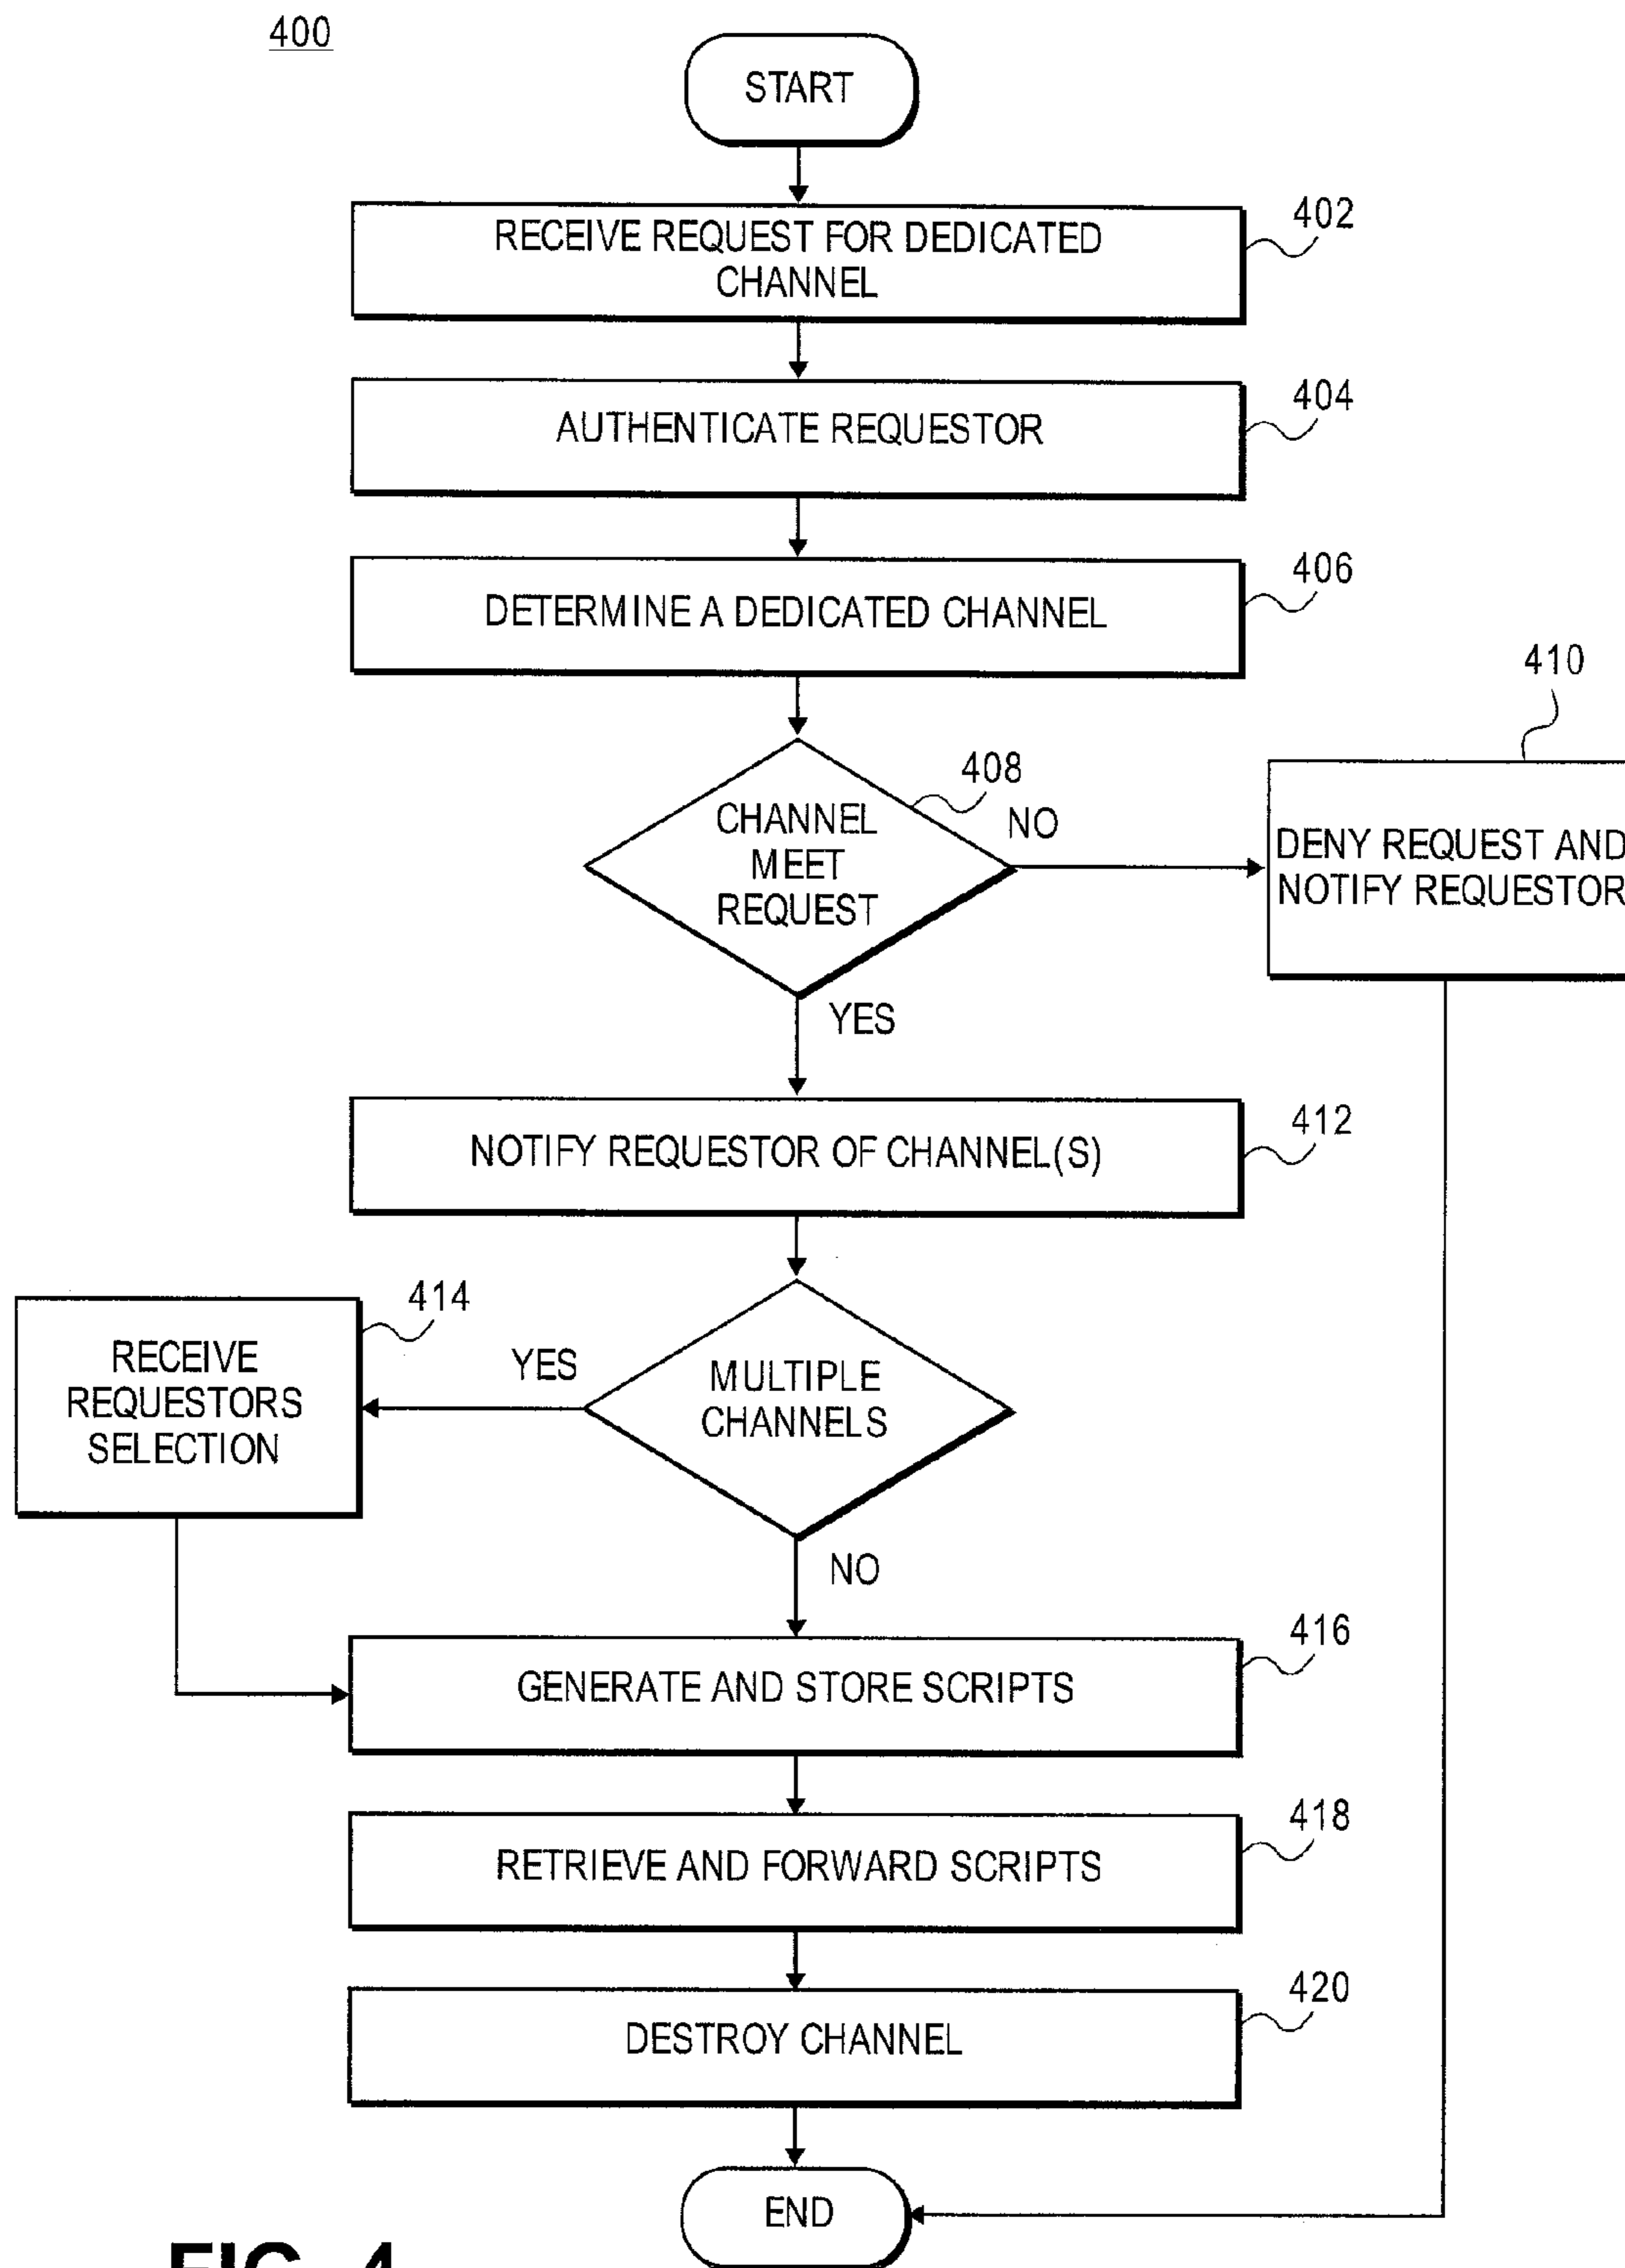 400
START
402
RECEIVE REQUEST FOR DEDICATED
CHANNEL
404
AUTHENTICATE REQUESTOR
406
DETERMINE A DEDICATED CHANNEL
408
CHANNEL
MEET
REQUEST
NO
410
DENY REQUEST AND
NOTIFY REQUESTOR
YES
412
NOTIFY REQUESTOR OF CHANNEL(S)
414
RECEIVE
REQUESTORS
SELECTION
YES
MULTIPLE
CHANNELS
NO
416
GENERATE AND STORE SCRIPTS
418
RETRIEVE AND FORWARD SCRIPTS
420
DESTROY CHANNEL
END
FIG. 4